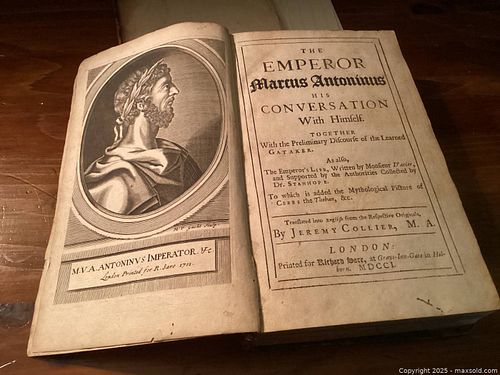 M. V. A. ANTONINVS IMPERATOR. &c
London Printed for R. Sare 1701.
THE
EMPEROR
Marcus Antoninus
HIS
CONVERSATION
With Himself.
TOGETHER
With the Preliminary Discourse of the Learned
GATAKER.
As also,
The Emperor's LIFE, Written by Monsieur D'acier,
and Supported by the Authorities Collected by
Dr. STANHOPE.
To which is added the Mythological Picture of
CEBES the Theban, &c.
Translated into English from the Respective Originals,
By JEREMY COLLIER, M. A.
LONDON:
Printed for Richard Sare, at Grays-Inn-Gate in Hol-
born. MDCCI.
Copyright 2025 - maxsold.com